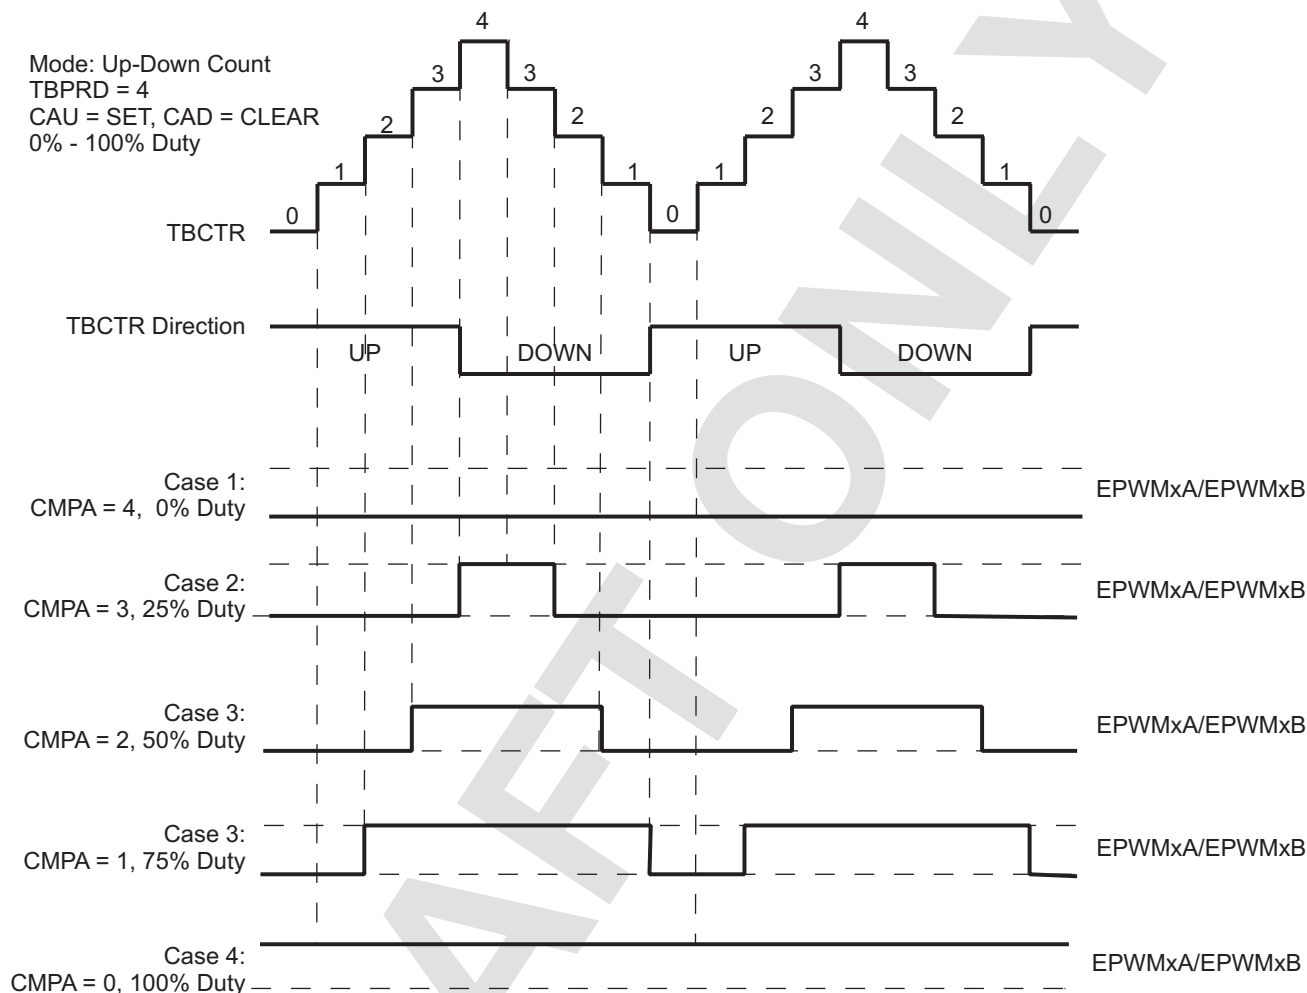 4
4
Mode: Up-Down Count
TBPRD = 4
CAU = SET, CAD = CLEAR
0% - 100% Duty
3
3
3
3
2
2
2
2
1
1
1
1
0
0
0
TBCTR
TBCTR Direction
UP
DOWN
UP
DOWN
Case 1:
CMPA = 4, 0% Duty
EPWMxA/EPWMxB
Case 2:
CMPA = 3, 25% Duty
EPWMxA/EPWMxB
Case 3:
CMPA = 2, 50% Duty
EPWMxA/EPWMxB
Case 3:
CMPA = 1, 75% Duty
EPWMxA/EPWMxB
Case 4:
CMPA = 0, 100% Duty
EPWMxA/EPWMxB
AFT ONLY